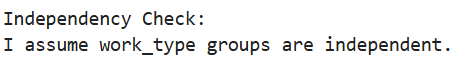 Independency Check:
I assume work_type groups are independent.